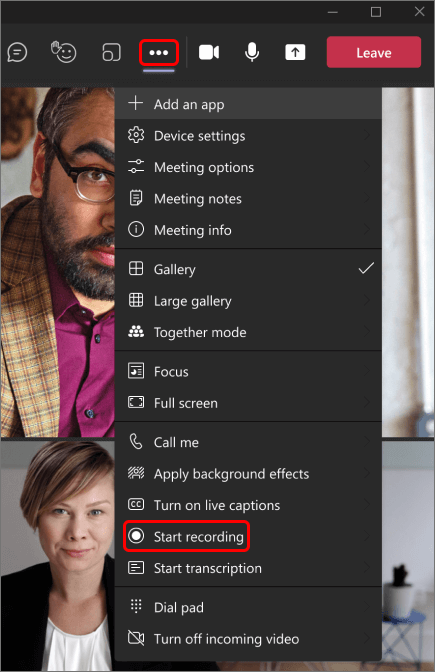 Leave
Add an app
Device settings
Meeting options
Meeting notes
Meeting info
Gallery
Large gallery
Together mode
Focus
Full screen
Call me
Apply background effects
CC Turn on live captions
Start recording
Start transcription
Dial pad
Turn off incoming video